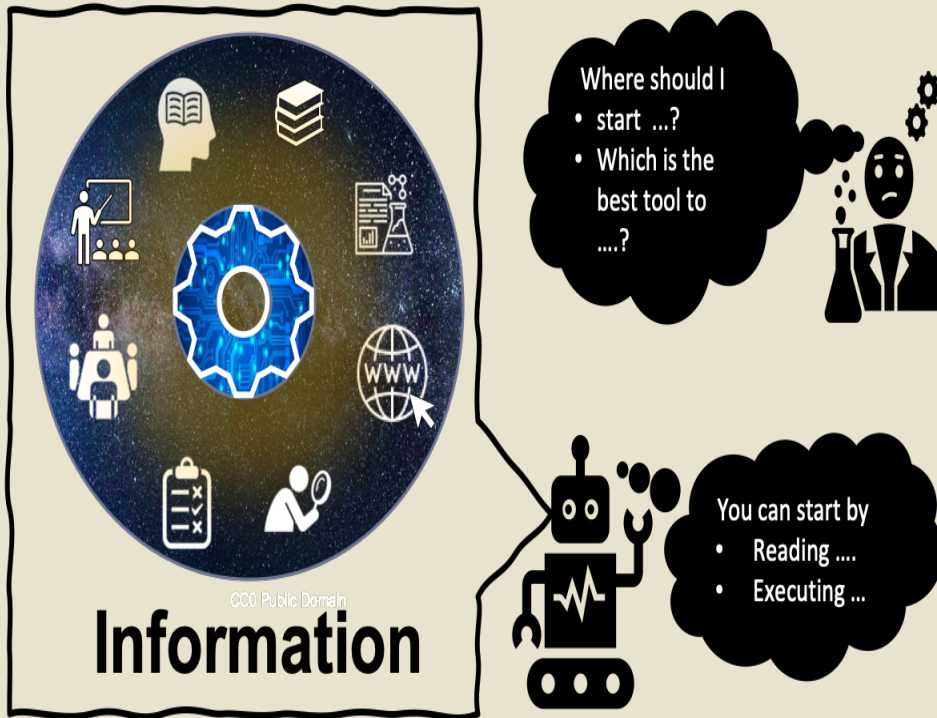 Where should I
• start ...?
• Which is the
best tool to
....?
WWW
You can start by
• Reading ....
• Executing ...
CC0 Public Domain
Information